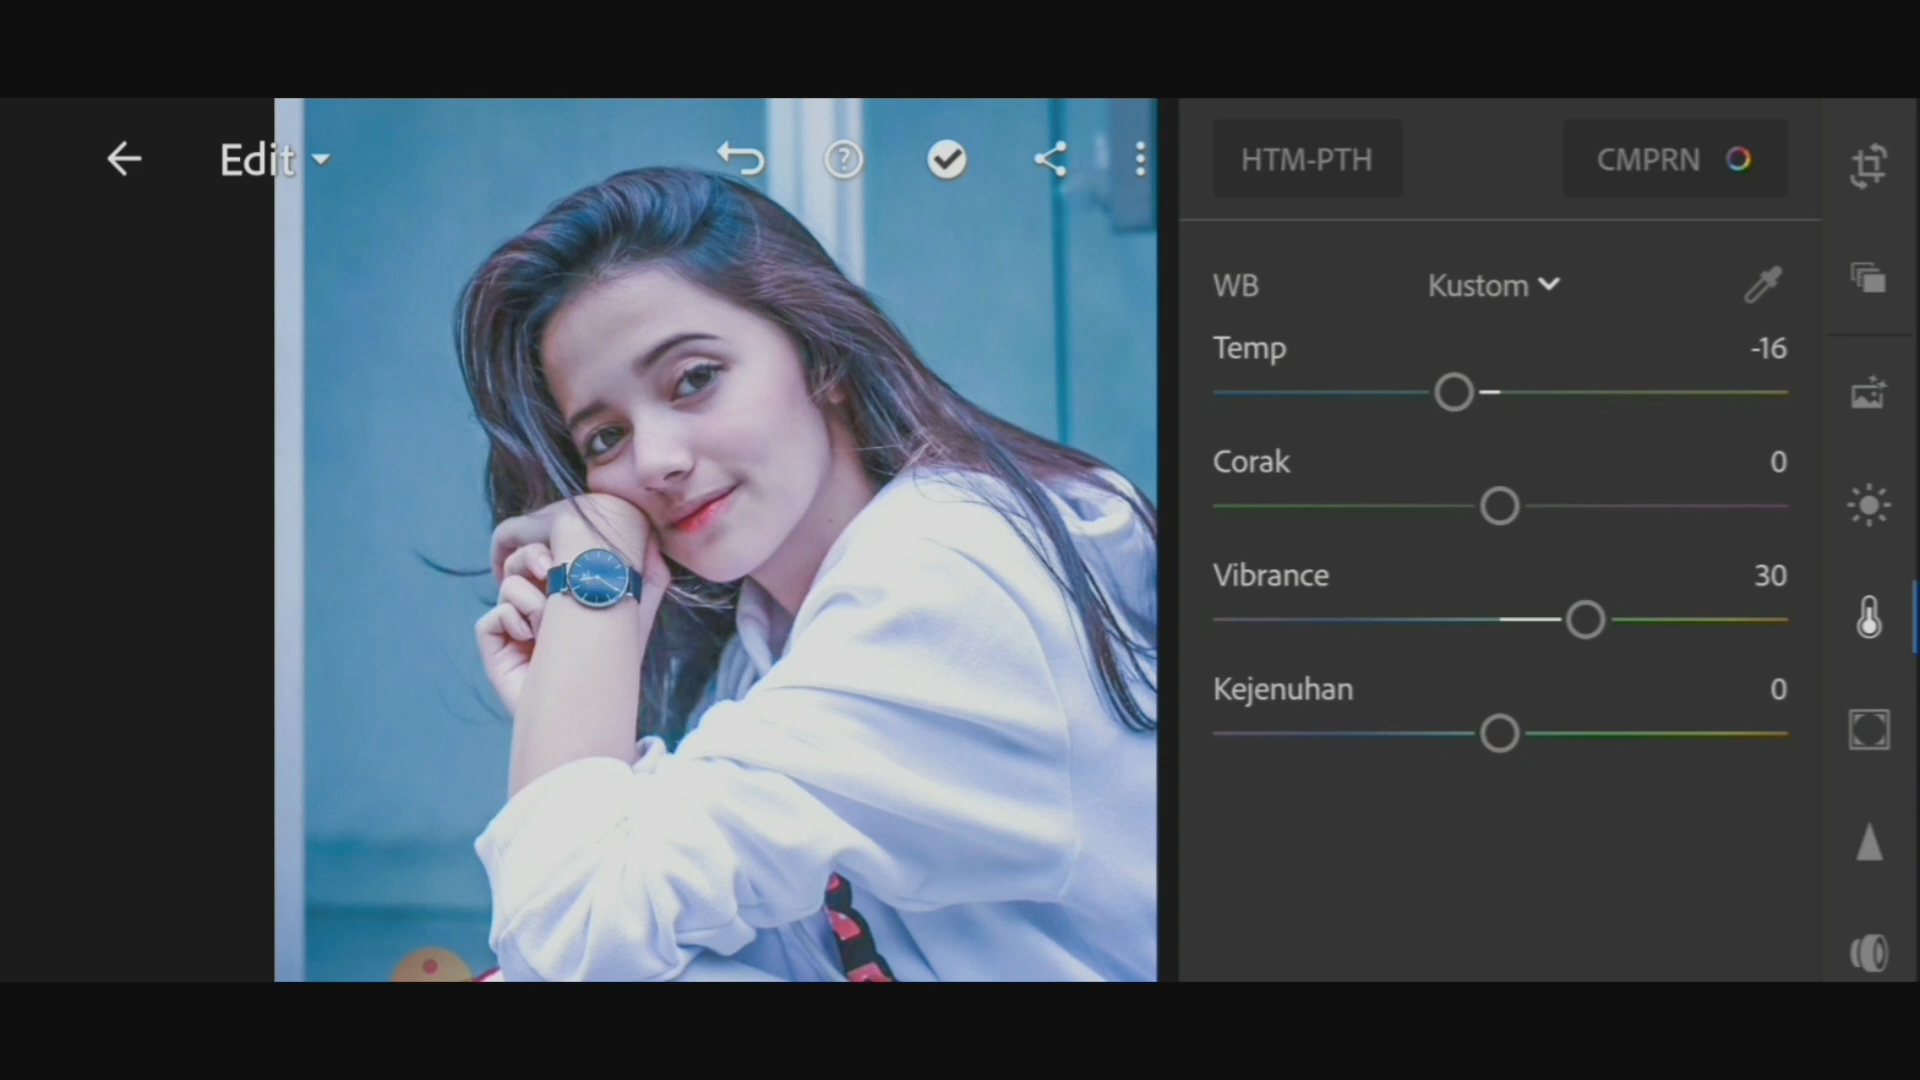 Edit
HTM-PTH
CMPRN
WB
Kustom
Temp
-16
Corak
0
Vibrance
30
Kejenuhan
0